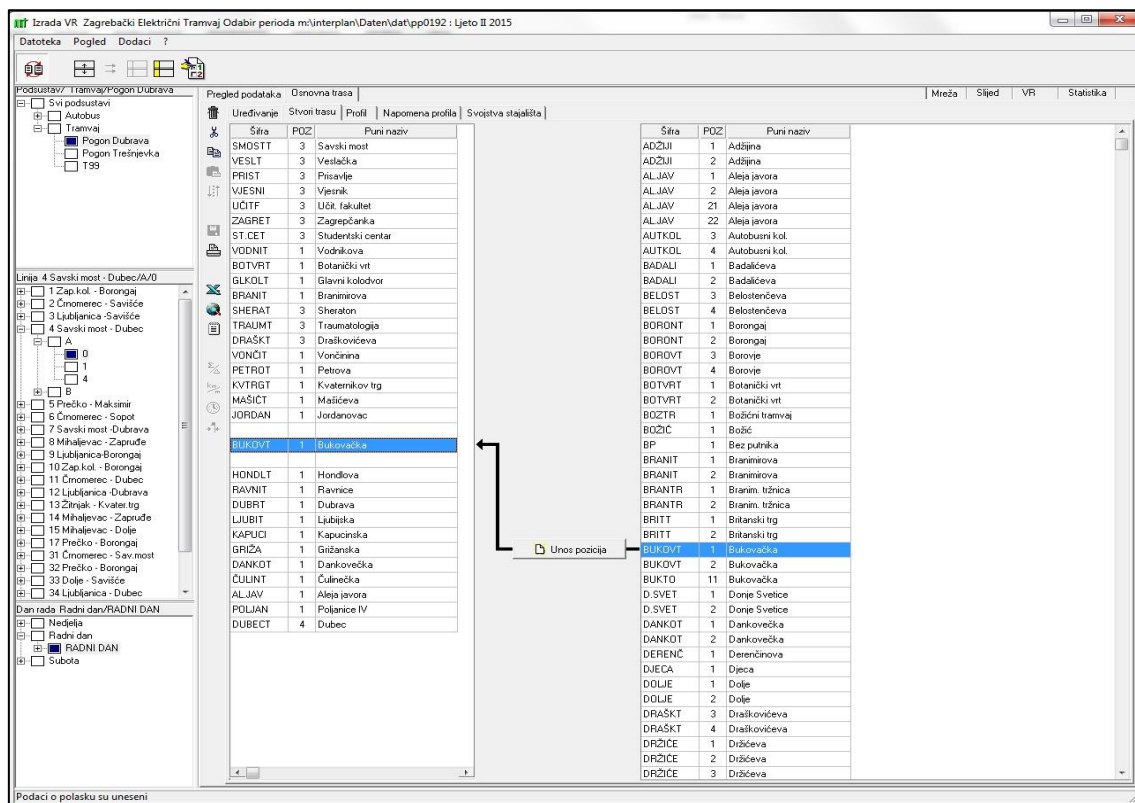 Izrada VR Zagrebački Električni Tramvaj Odabir perioda m:\interplan\Daten\dat\pp0192 : Ljeto II 2015
Datoteka Pogled Dodaci ?
Podsustav/ Tramvaj/Pogon Dubrava
Svi podsustavi
Autobus
Tramvaj
Pogon Dubrava
Pogon Trešnjevka
T99
Linija 4 Savski most - Dubec/A/0
1 Zap.kol. - Borongaj
2 Črnomerec - Savišće
3 Ljubljanica -Savišće
4 Savski most - Dubec
A
0
1
4
B
5 Prečko - Maksimir
6 Črnomerec - Sopot
7 Savski most -Dubrava
8 Mihaljevac - Zapruđe
9 Ljubljanica-Borongaj
10 Zap.kol. - Borongaj
11 Črnomerec - Dubec
12 Ljubljanica -Dubrava
13 Žitnjak - Kvater.trg
14 Mihaljevac - Zapruđe
15 Mihaljevac - Dolje
17 Prečko - Borongaj
31 Črnomerec - Sav.most
32 Prečko - Borongaj
33 Dolje - Savišće
34 Ljubljanica - Dubec
Dan rada Radni dan/RADNI DAN
Nedjelja
Radni dan
RADNI DAN
Subota
Pregled podataka Osnovna trasa
Mreža Slijed VR Statistika
Uređivanje Stvori trasu Profil Napomena profila Svojstva stajališta
Šifra POZ Puni naziv
SMOSTT 3 Savski most
VESLT 3 Veslačka
PRIST 3 Prisavlje
VJESNI 3 Vjesnik
UČITF 3 Učit. fakultet
ZAGRET 3 Zagrepčanka
ST.CET 3 Studentski centar
VODNIT 1 Vodnikova
BOTVRT 1 Botanički vrt
GLKOLT 1 Glavni kolodvor
BRANIT 1 Branimirova
SHERAT 3 Sheraton
TRAUMT 3 Traumatologija
DRAŠKT 3 Draškovićeva
VONČIT 1 Vončinina
PETROT 1 Petrova
KVTRGT 1 Kvaternikov trg
MAŠIČT 1 Mašićeva
JORDAN 1 Jordanovac
BUKOVT 1 Bukovačka
HONDLT 1 Hondlova
RAVNIT 1 Ravnice
DUBRT 1 Dubrava
LJUBIT 1 Ljubijska
KAPUCI 1 Kapucinska
GRIŽA 1 Grižanska
DANKOT 1 Dankovečka
ČULINT 1 Čulinečka
ALJAV 1 Aleja javora
POLJAN 1 Poljanice IV
DUBECT 4 Dubec
Unos pozicija
Šifra POZ Puni naziv
ADŽIJI 1 Adžijina
ADŽIJI 2 Adžijina
ALJAV 1 Aleja javora
ALJAV 2 Aleja javora
ALJAV 21 Aleja javora
ALJAV 22 Aleja javora
AUTKOL 3 Autobusni kol.
AUTKOL 4 Autobusni kol.
BADALI 1 Badalićeva
BADALI 2 Badalićeva
BELOST 3 Belostenčeva
BELOST 4 Belostenčeva
BORONT 1 Borongaj
BORONT 2 Borongaj
BOROVT 3 Borovje
BOROVT 4 Borovje
BOTVRT 1 Botanički vrt
BOTVRT 2 Botanički vrt
BOZTR 1 Božićni tramvaj
BOŽIĆ 1 Božić
BP 1 Bez putnika
BRANIT 1 Branimirova
BRANIT 2 Branimirova
BRANTR 1 Branim. tržnica
BRANTR 2 Branim. tržnica
BRITT 1 Britanski trg
BRITT 2 Britanski trg
BUKOVT 1 Bukovačka
BUKOVT 2 Bukovačka
BUKTO 11 Bukovačka
D.SVET 1 Donje Svetice
D.SVET 2 Donje Svetice
DANKOT 1 Dankovečka
DANKOT 2 Dankovečka
DERENČ 1 Derenčinova
DJECA 1 Djeca
DOLJE 1 Dolje
DOLJE 2 Dolje
DRAŠKT 3 Draškovićeva
DRAŠKT 4 Draškovićeva
DRŽIĆE 1 Držićeva
DRŽIĆE 2 Držićeva
DRŽIĆE 3 Držićeva
Podaci o polasku su uneseni